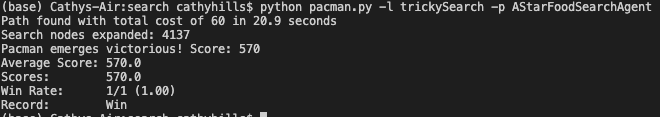 (base) Cathys-Air:search cathyhills$ python pacman.py -l trickySearch -p AStarFoodSearchAgent
Path found with total cost of 60 in 20.9 seconds
Search nodes expanded: 4137
Pacman emerges victorious! Score: 570
Average Score: 570.0
Scores:        570.0
Win Rate:      1/1 (1.00)
Record:        Win
(base) Cathys-Air:search cathyhills$